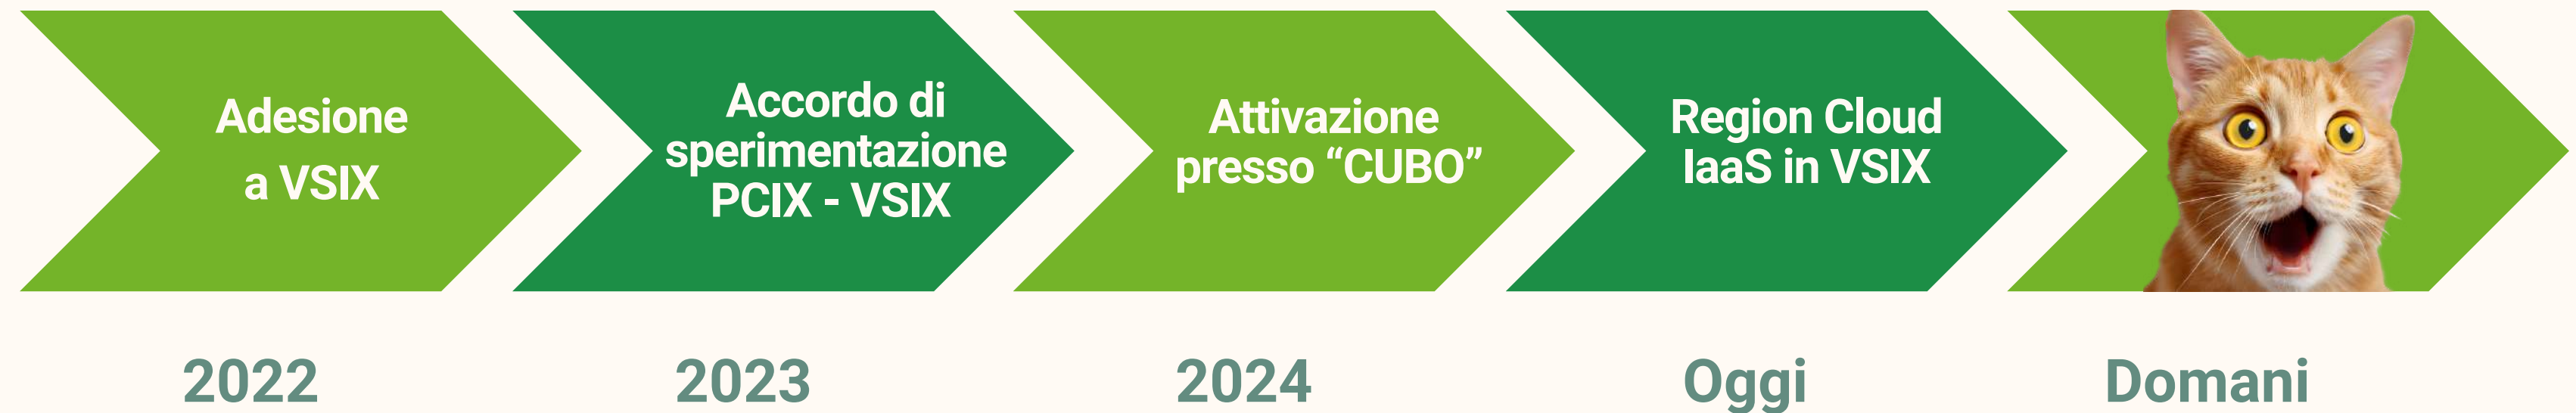 Adesione
a VSIX
Accordo di
sperimentazione
PCIX - VSIX
Attivazione
presso “CUBO”
Region Cloud
IaaS in VSIX
2022
2023
2024
Oggi
Domani